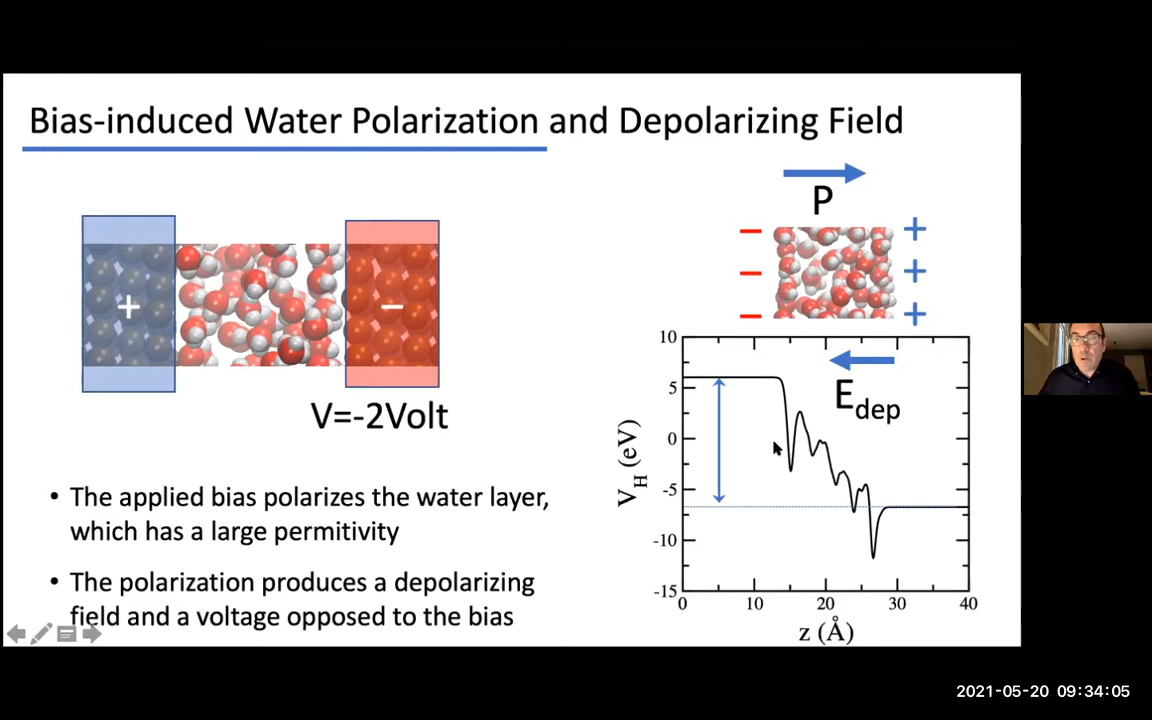 Bias-induced Water Polarization and Depolarizing Field
P
+
−
V=-2Volt
− +
− +
− +
• The applied bias polarizes the water layer,
which has a large permitivity
• The polarization produces a depolarizing
field and a voltage opposed to the bias
E_dep
V_H (eV)
10
5
0
-5
-10
-15
0 10 20 30 40
z (Å)
2021-05-20 09:34:05